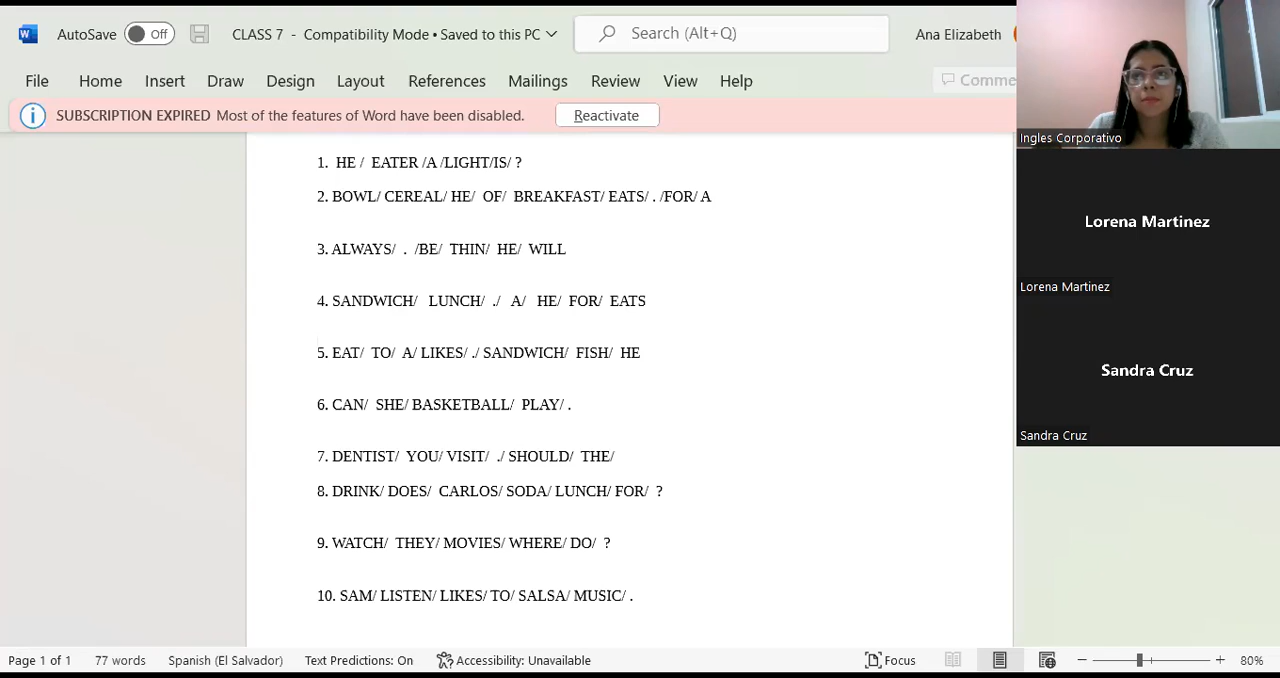 AutoSave Off CLASS 7 - Compatibility Mode • Saved to this PC Search (Alt+Q) Ana Elizabeth
File Home Insert Draw Design Layout References Mailings Review View Help
SUBSCRIPTION EXPIRED Most of the features of Word have been disabled. Reactivate
1. HE / EATER /A /LIGHT/IS/ ?
2. BOWL/ CEREAL/ HE/ OF/ BREAKFAST/ EATS/ . /FOR/ A
3. ALWAYS/ . /BE/ THIN/ HE/ WILL
4. SANDWICH/ LUNCH/ ./ A/ HE/ FOR/ EATS
5. EAT/ TO/ A/ LIKES/ ./ SANDWICH/ FISH/ HE
6. CAN/ SHE/ BASKETBALL/ PLAY/ .
7. DENTIST/ YOU/ VISIT/ ./ SHOULD/ THE/
8. DRINK/ DOES/ CARLOS/ SODA/ LUNCH/ FOR/ ?
9. WATCH/ THEY/ MOVIES/ WHERE/ DO/ ?
10. SAM/ LISTEN/ LIKES/ TO/ SALSA/ MUSIC/ .
Page 1 of 1 77 words Spanish (El Salvador) Text Predictions: On Accessibility: Unavailable Focus 80%
Ingles Corporativo
Lorena Martinez
Lorena Martinez
Sandra Cruz
Sandra Cruz